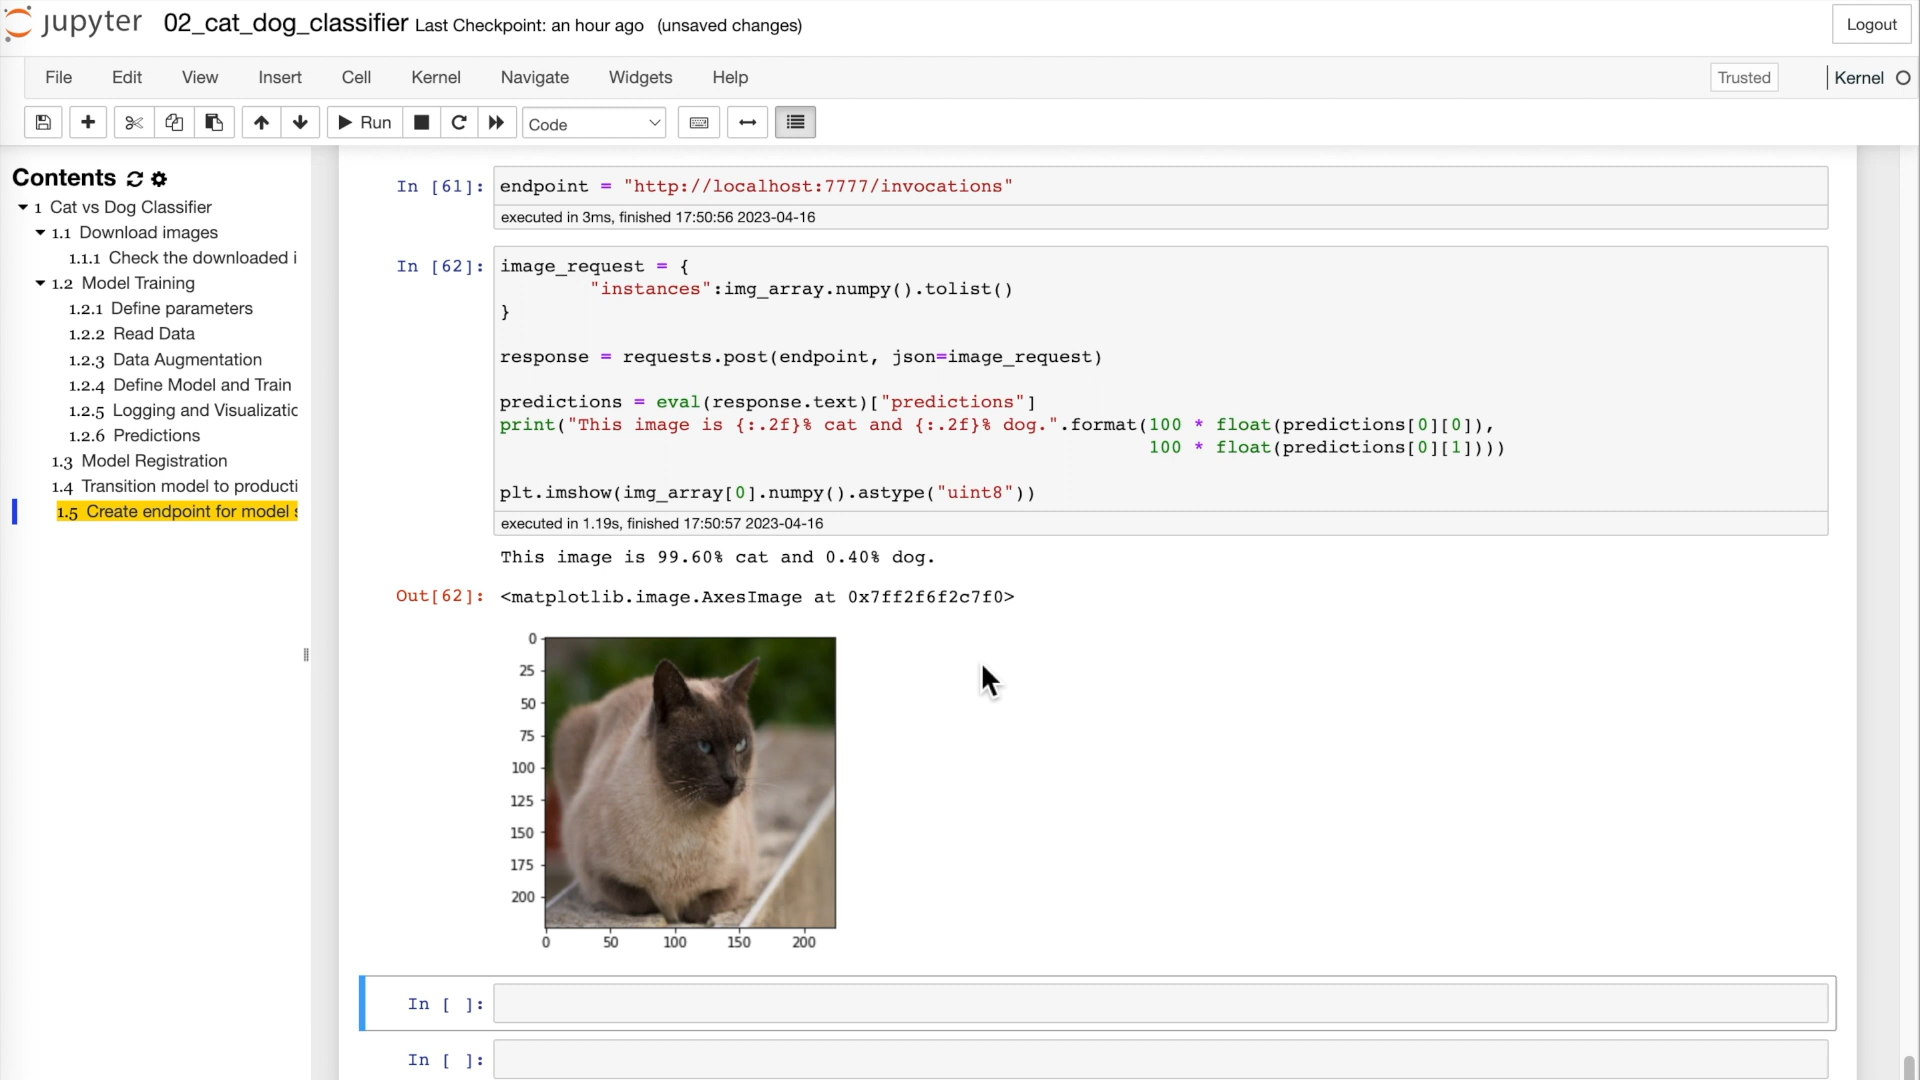 jupyter 02_cat_dog_classifier Last Checkpoint: an hour ago (unsaved changes) Logout
File Edit View Insert Cell Kernel Navigate Widgets Help Trusted Kernel
Run Code
Contents
1 Cat vs Dog Classifier
1.1 Download images
1.1.1 Check the downloaded i
1.2 Model Training
1.2.1 Define parameters
1.2.2 Read Data
1.2.3 Data Augmentation
1.2.4 Define Model and Train
1.2.5 Logging and Visualizatic
1.2.6 Predictions
1.3 Model Registration
1.4 Transition model to producti
1.5 Create endpoint for model s
In [61]: endpoint = "http://localhost:7777/invocations"
executed in 3ms, finished 17:50:56 2023-04-16
In [62]: image_request = {
"instances":img_array.numpy().tolist()
}
response = requests.post(endpoint, json=image_request)
predictions = eval(response.text)["predictions"]
print("This image is {:.2f}% cat and {:.2f}% dog.".format(100 * float(predictions[0][0]),
100 * float(predictions[0][1])))
plt.imshow(img_array[0].numpy().astype("uint8"))
executed in 1.19s, finished 17:50:57 2023-04-16
This image is 99.60% cat and 0.40% dog.
Out[62]: <matplotlib.image.AxesImage at 0x7ff2f6f2c7f0>
0
25
50
75
100
125
150
175
200
0 50 100 150 200
In [ ]:
In [ ]: